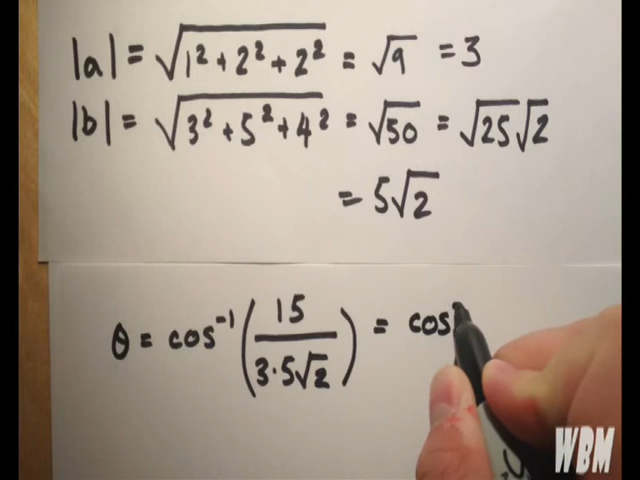 |a| = √(1² + 2² + 2²) = √9 = 3
|b| = √(3² + 5² + 4²) = √50 = √25√2
= 5√2
θ = cos⁻¹(15/(3·5√2)) = cos
WBM